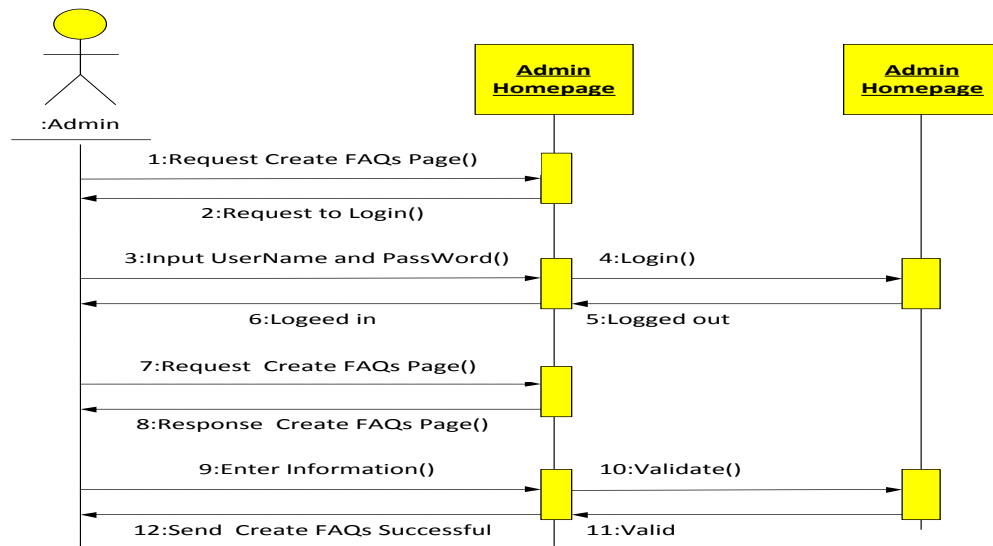 :Admin
Admin
Homepage
Admin
Homepage
1:Request Create FAQs Page()
2:Request to Login()
3:Input UserName and PassWord()
4:Login()
6:Logeed in
5:Logged out
7:Request  Create FAQs Page()
8:Response  Create FAQs Page()
9:Enter Information()
10:Validate()
12:Send  Create FAQs Successful
11:Valid